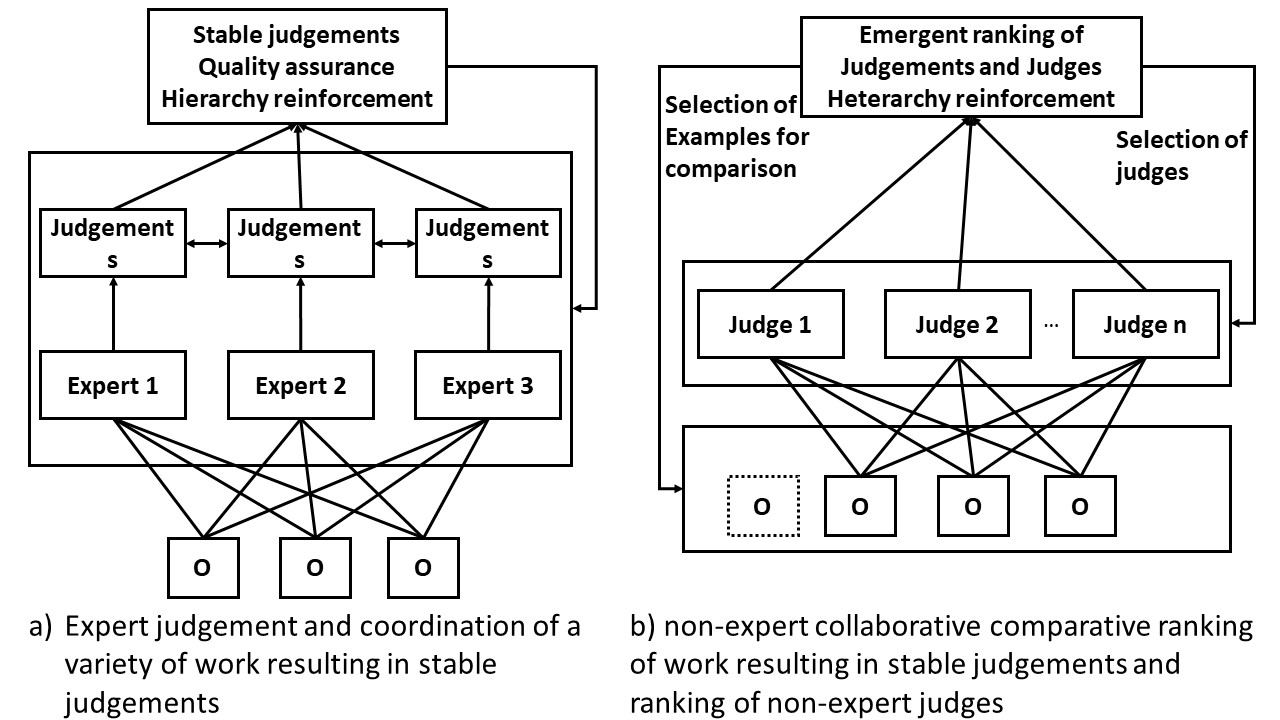 Stable judgements
Quality assurance
Hierarchy reinforcement
Judgement
s
Judgement
s
Judgement
s
Expert 1
Expert 2
Expert 3
O
O
O
a) Expert judgement and coordination of a
variety of work resulting in stable
judgements
Emergent ranking of
Judgements and Judges
Heterarchy reinforcement
Selection of
Examples for
comparison
Selection of
judges
Judge 1
Judge 2
...
Judge n
O
O
O
O
b) non-expert collaborative comparative ranking
of work resulting in stable judgements and
ranking of non-expert judges